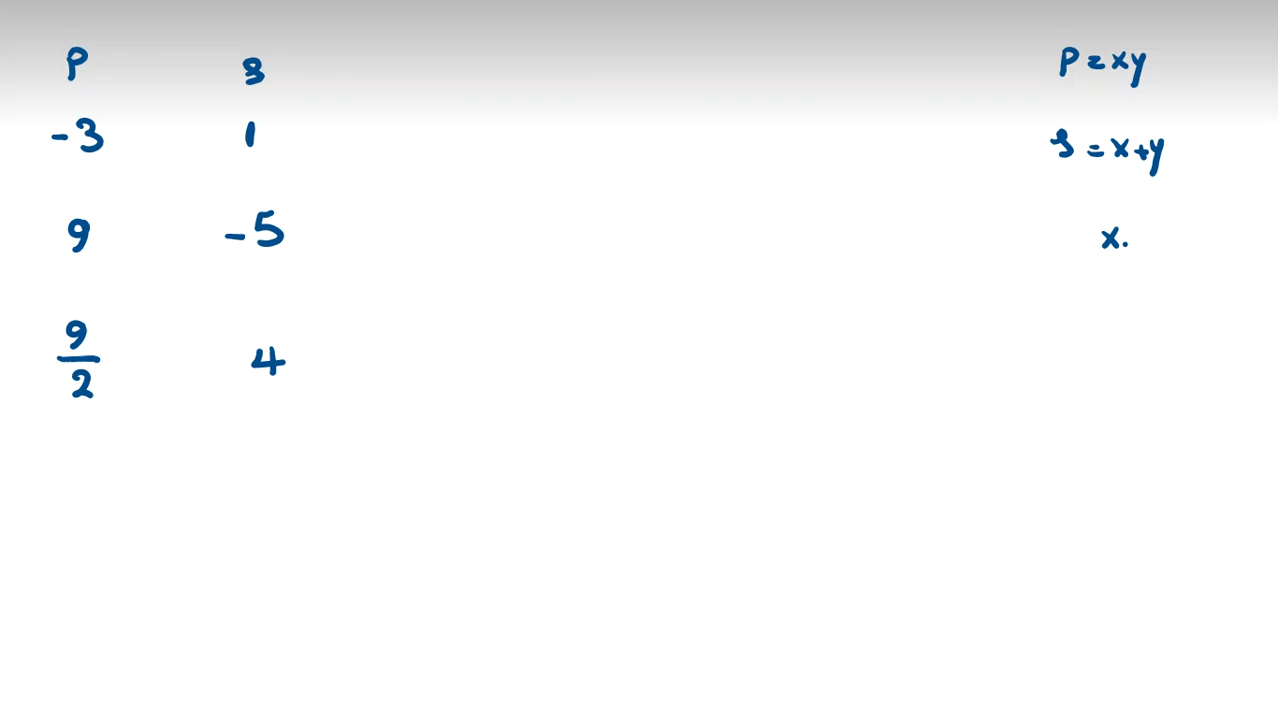 P S
-3 1
9 -5
9/2 4
P = xy
S = x+y
x.